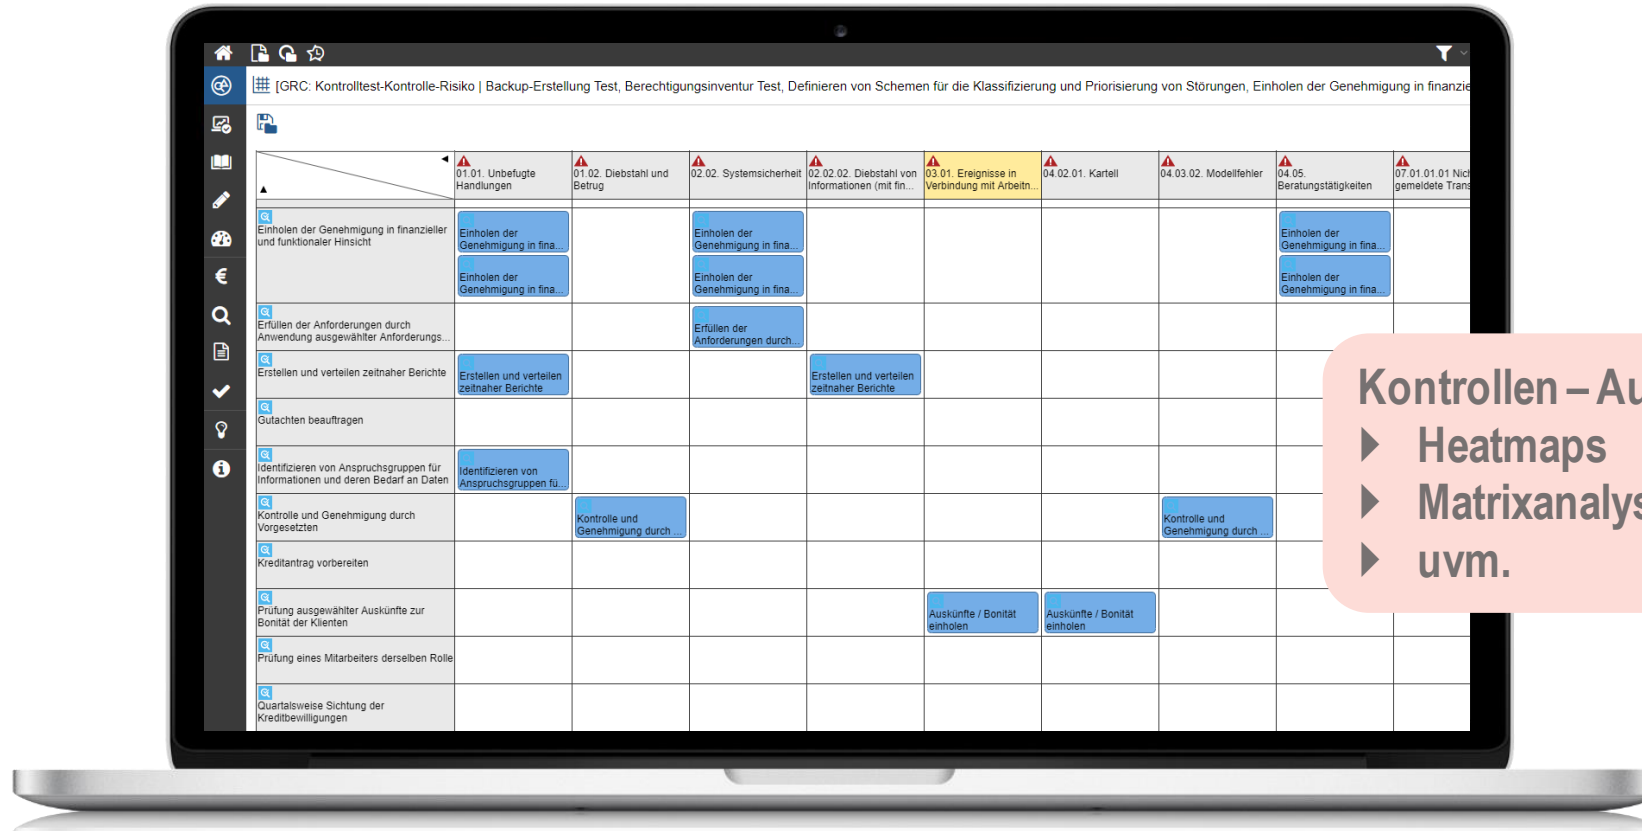 [GRC: Kontrolltest-Kontrolle-Risiko | Backup-Erstellung Test, Berechtigungsinventur Test, Definieren von Schemen für die Klassifizierung und Priorisierung von Störungen, Einholen der Genehmigung in finanzie
01.01. Unbefugte
Handlungen
01.02. Diebstahl und
Betrug
02.02. Systemsicherheit
02.02.02. Diebstahl von
Informationen (mit fin...
03.01. Ereignisse in
Verbindung mit Arbeitn...
04.02.01. Kartell
04.03.02. Modellfehler
04.05.
Beratungstätigkeiten
07.01.01.01 Nich
gemeldete Trans
Einholen der Genehmigung in finanzieller
und funktionaler Hinsicht
Einholen der
Genehmigung in fina...
Einholen der
Genehmigung in fina...
Einholen der
Genehmigung in fina...
Einholen der
Genehmigung in fina...
Einholen der
Genehmigung in fina...
Einholen der
Genehmigung in fina...
Erfüllen der Anforderungen durch
Anwendung ausgewählter Anforderungs...
Erfüllen der
Anforderungen durch...
Erstellen und verteilen zeitnaher Berichte
Erstellen und verteilen
zeitnaher Berichte
Erstellen und verteilen
zeitnaher Berichte
Gutachten beauftragen
Identifizieren von Anspruchsgruppen für
Informationen und deren Bedarf an Daten
Identifizieren von
Anspruchsgruppen fü...
Kontrolle und Genehmigung durch
Vorgesetzten
Kontrolle und
Genehmigung durch ...
Kontrolle und
Genehmigung durch ...
Kreditantrag vorbereiten
Prüfung ausgewählter Auskünfte zur
Bonität der Klienten
Auskünfte / Bonität
einholen
Auskünfte / Bonität
einholen
Prüfung eines Mitarbeiters derselben Rolle
Quartalsweise Sichtung der
Kreditbewilligungen
Kontrollen – Au
Heatmaps
Matrixanalys
uvm.